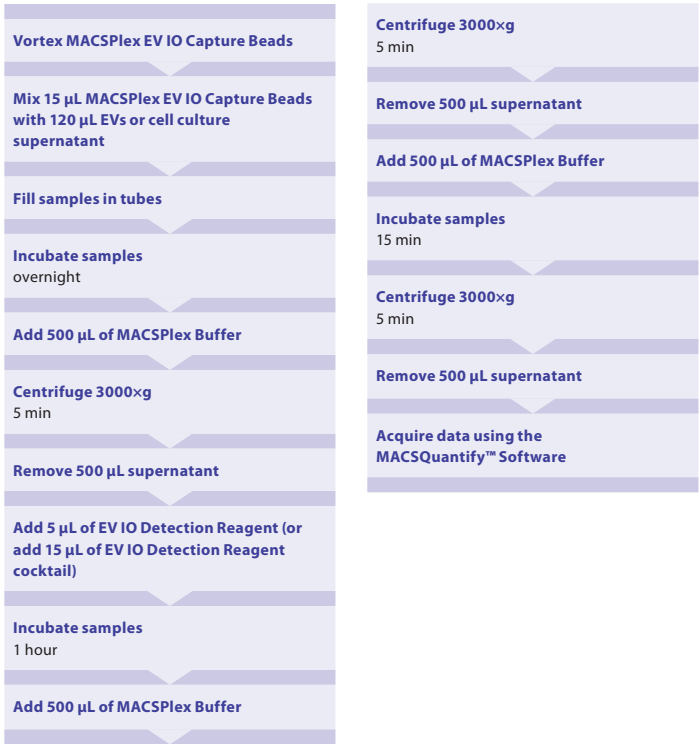 Vortex MACSPlex EV IO Capture Beads
Mix 15 µL MACSPlex EV IO Capture Beads
with 120 µL EVs or cell culture
supernatant
Fill samples in tubes
Incubate samples
overnight
Add 500 µL of MACSPlex Buffer
Centrifuge 3000×g
5 min
Remove 500 µL supernatant
Add 5 µL of EV IO Detection Reagent (or
add 15 µL of EV IO Detection Reagent
cocktail)
Incubate samples
1 hour
Add 500 µL of MACSPlex Buffer
Centrifuge 3000×g
5 min
Remove 500 µL supernatant
Add 500 µL of MACSPlex Buffer
Incubate samples
15 min
Centrifuge 3000×g
5 min
Remove 500 µL supernatant
Acquire data using the
MACSQuantify™ Software